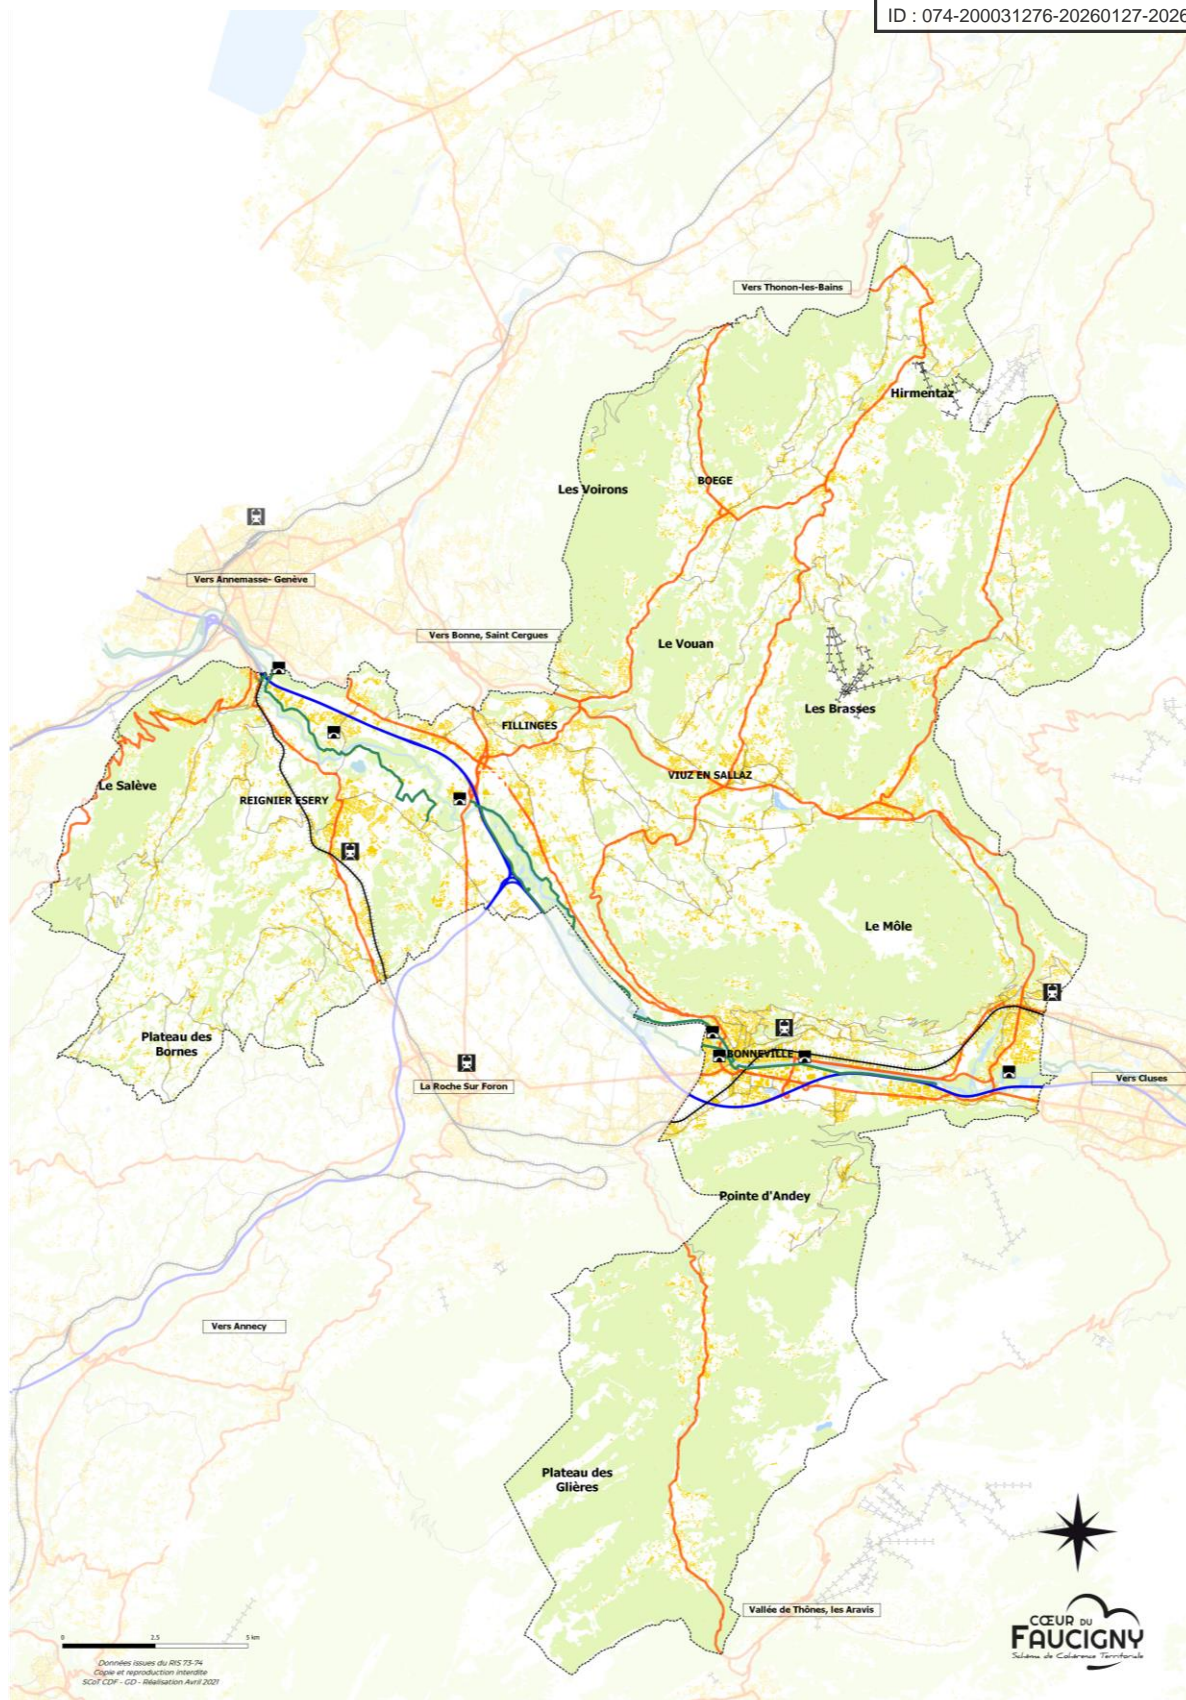 ID : 074-200031276-20260127-2026
Vers Thonon-les-Bains
Hirmentaz
Les Voirons
BOEGE
Vers Annemasse- Genève
Vers Bonne, Saint Cergues
Le Vouan
Les Brasses
FILLINGES
VIUZ EN SALLAZ
Le Salève
REIGNIER ESERY
Le Môle
Plateau des
Bornes
BONNEVILLE
La Roche Sur Foron
Vers Cluses
Pointe d'Andey
Vers Annecy
Plateau des
Glières
Vallée de Thônes, les Aravis
0 2.5 5 km
Données issues du RIS 73-74
Copie et reproduction interdite
SCoT CDF - GD - Réalisation Avril 2021
CŒUR DU
FAUCIGNY
Schéma de Cohérence Territoriale